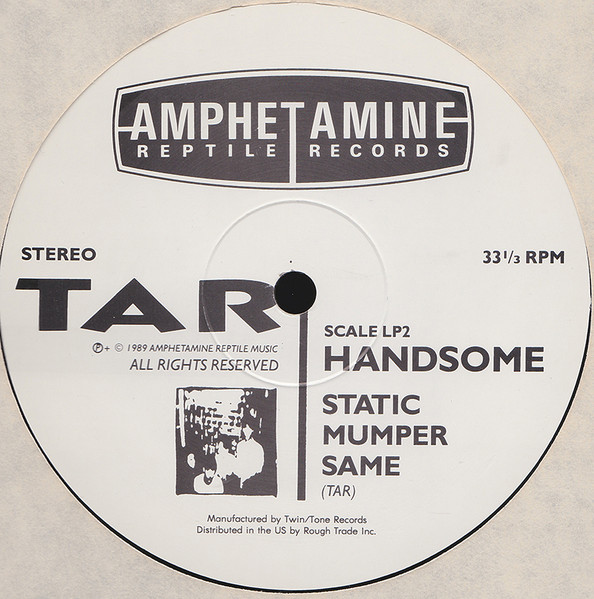 AMPHETAMINE
REPTILE RECORDS
STEREO
33 1/3 RPM
TAR
℗ + © 1989 AMPHETAMINE REPTILE MUSIC
ALL RIGHTS RESERVED
SCALE LP2
HANDSOME
STATIC
MUMPER
SAME
(TAR)
Manufactured by Twin/Tone Records
Distributed in the US by Rough Trade Inc.